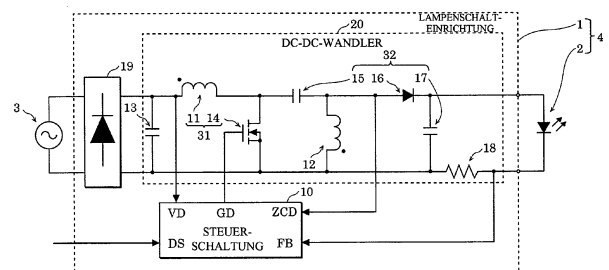 20
LAMPENSCHALT-
EINRICHTUNG
1
4
2
DC-DC-WANDLER
32
19
15 16 17
3
13
11 14
31
12
18
10
VD GD ZCD
STEUER-
SCHALTUNG
DS FB